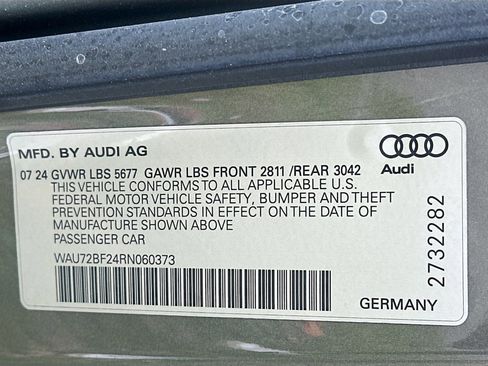 MFD. BY AUDI AG
Audi
07 24 GVWR LBS 5677 GAWR LBS FRONT 2811 /REAR 3042
THIS VEHICLE CONFORMS TO ALL APPLICABLE U.S.
FEDERAL MOTOR VEHICLE SAFETY, BUMPER AND THEFT
PREVENTION STANDARDS IN EFFECT ON THE DATE OF
MANUFACTURE SHOWN ABOVE
PASSENGER CAR
WAU72BF24RN060373
GERMANY
2732282